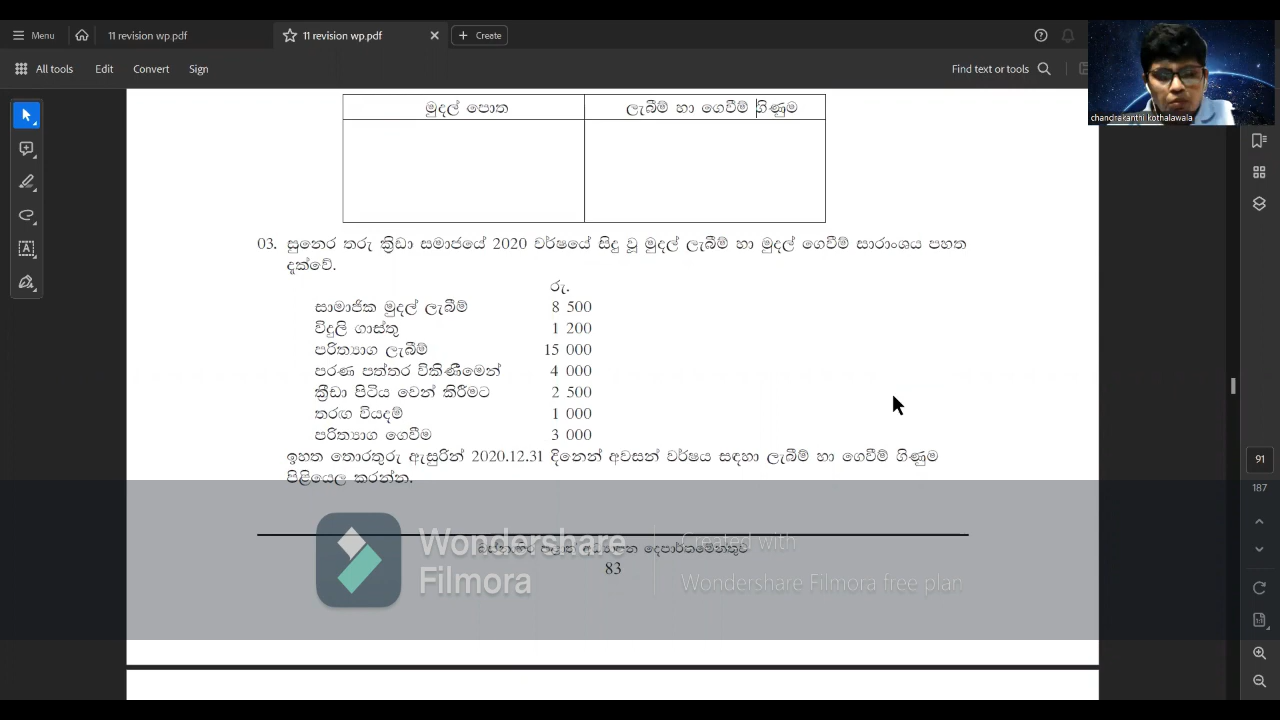 Menu
11 revision wp.pdf
11 revision wp.pdf
Create
All tools
Edit
Convert
Sign
Find text or tools
chandrakanthi kothalawala
මුදල් පොත
ලැබීම් හා ගෙවීම් ගිණුම
03. සුනෙර තරු ක්‍රීඩා සමාජයේ 2020 වර්ෂයේ සිදු වූ මුදල් ලැබීම් හා මුදල් ගෙවීම් සාරාංශය පහත
දැක්වේ.
රු.
සාමාජික මුදල් ලැබීම් 8 500
විදුලි ගාස්තු 1 200
පරිත්‍යාග ලැබීම් 15 000
පරණ පත්තර විකිණීමෙන් 4 000
ක්‍රීඩා පිටිය වෙන් කිරීමට 2 500
තරඟ වියදම් 1 000
පරිත්‍යාග ගෙවීම 3 000
ඉහත තොරතුරු ඇසුරින් 2020.12.31 දිනෙන් අවසන් වර්ෂය සඳහා ලැබීම් හා ගෙවීම් ගිණුම
පිළියෙල කරන්න.
Wondershare
Filmora
Created with
Wondershare Filmora free plan
පළාත් අධ්‍යාපන දෙපාර්තමේන්තුව
83
91
187